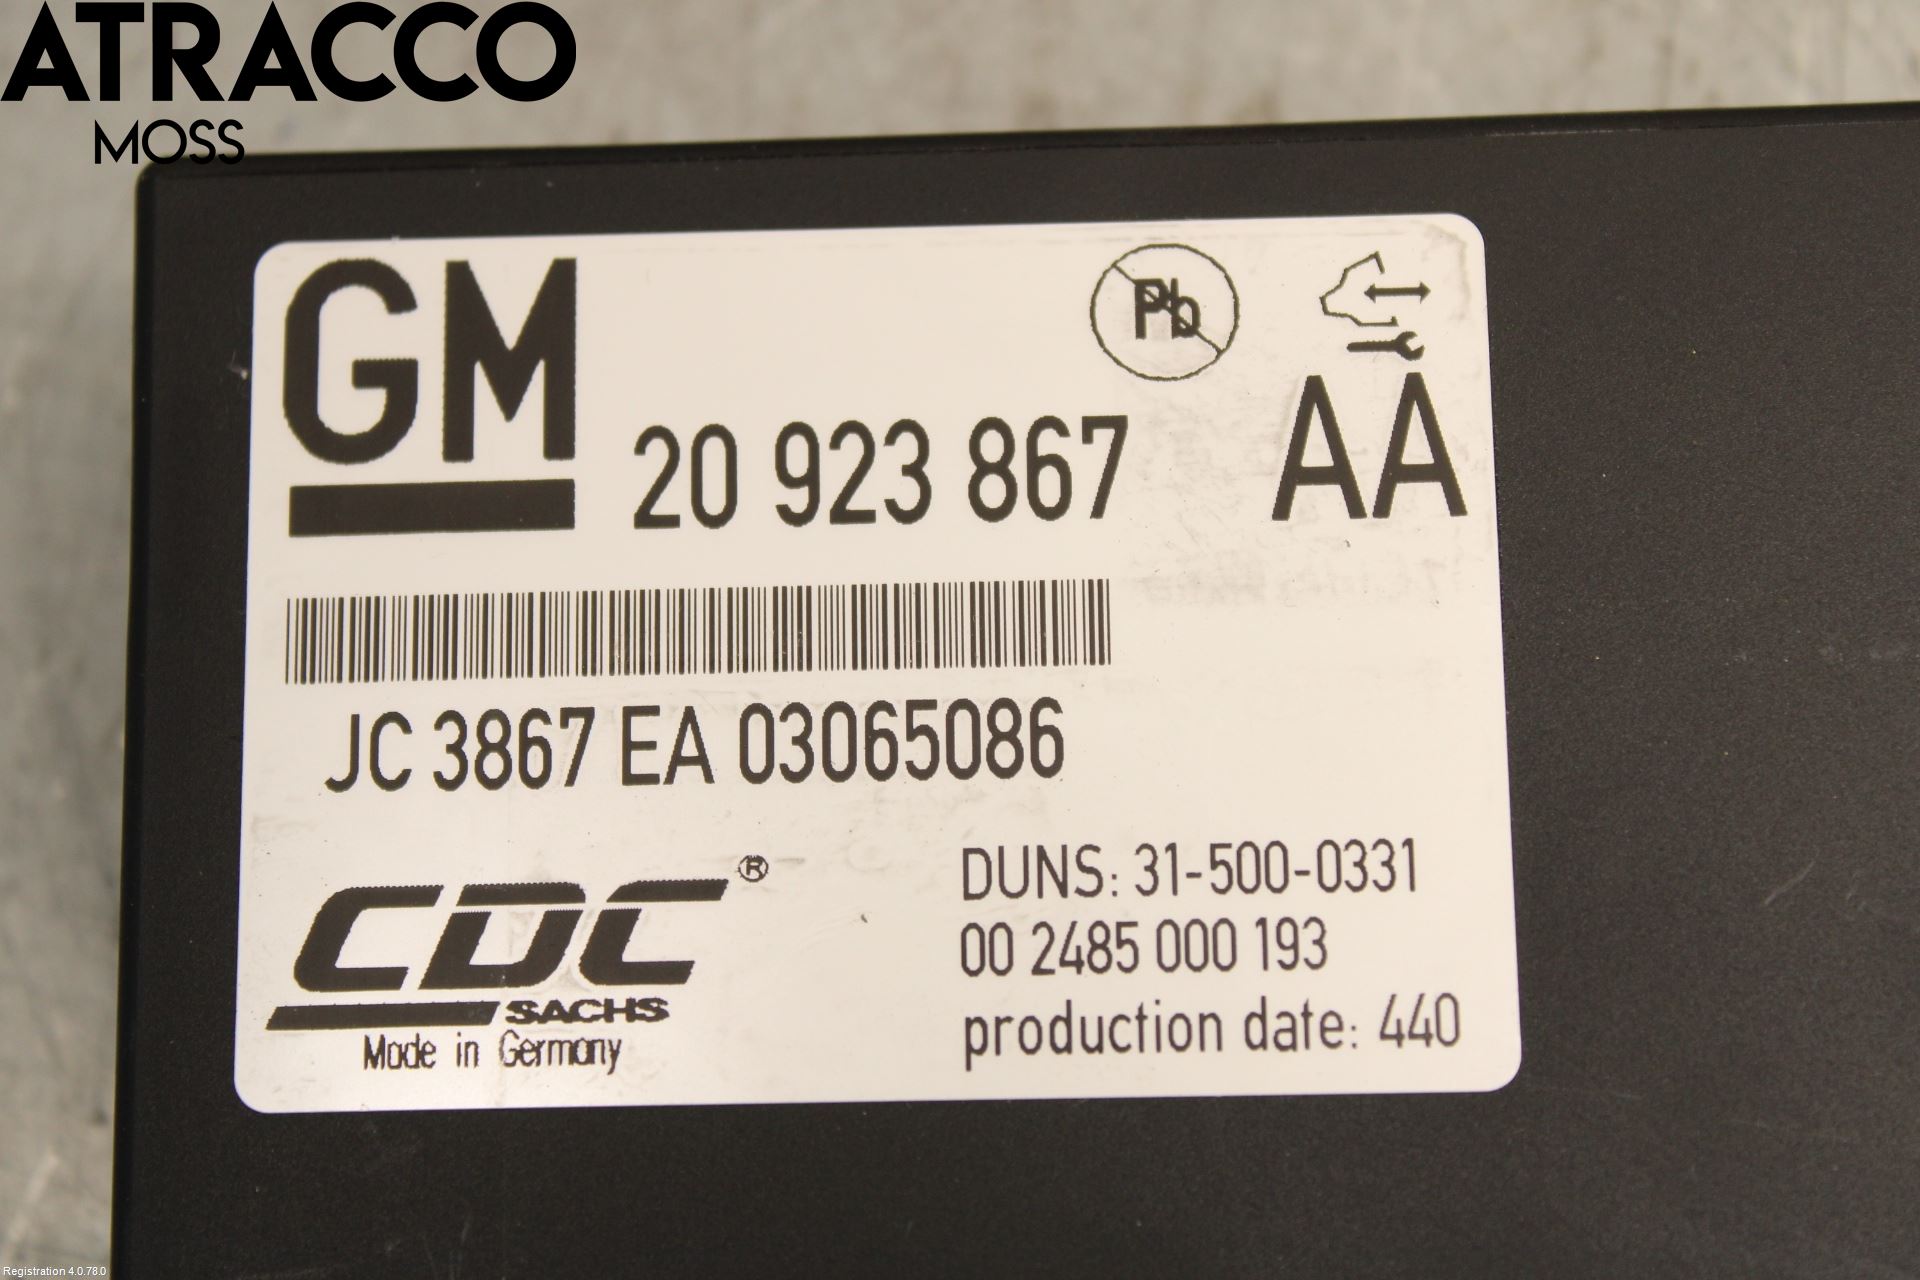 ATRACCO
MOSS
GM
Pb
20 923 867
AA
JC 3867 EA 03065086
CDC®
SACHS
Made in Germany
DUNS: 31-500-0331
00 2485 000 193
production date: 440
Registration 4.0.78.0